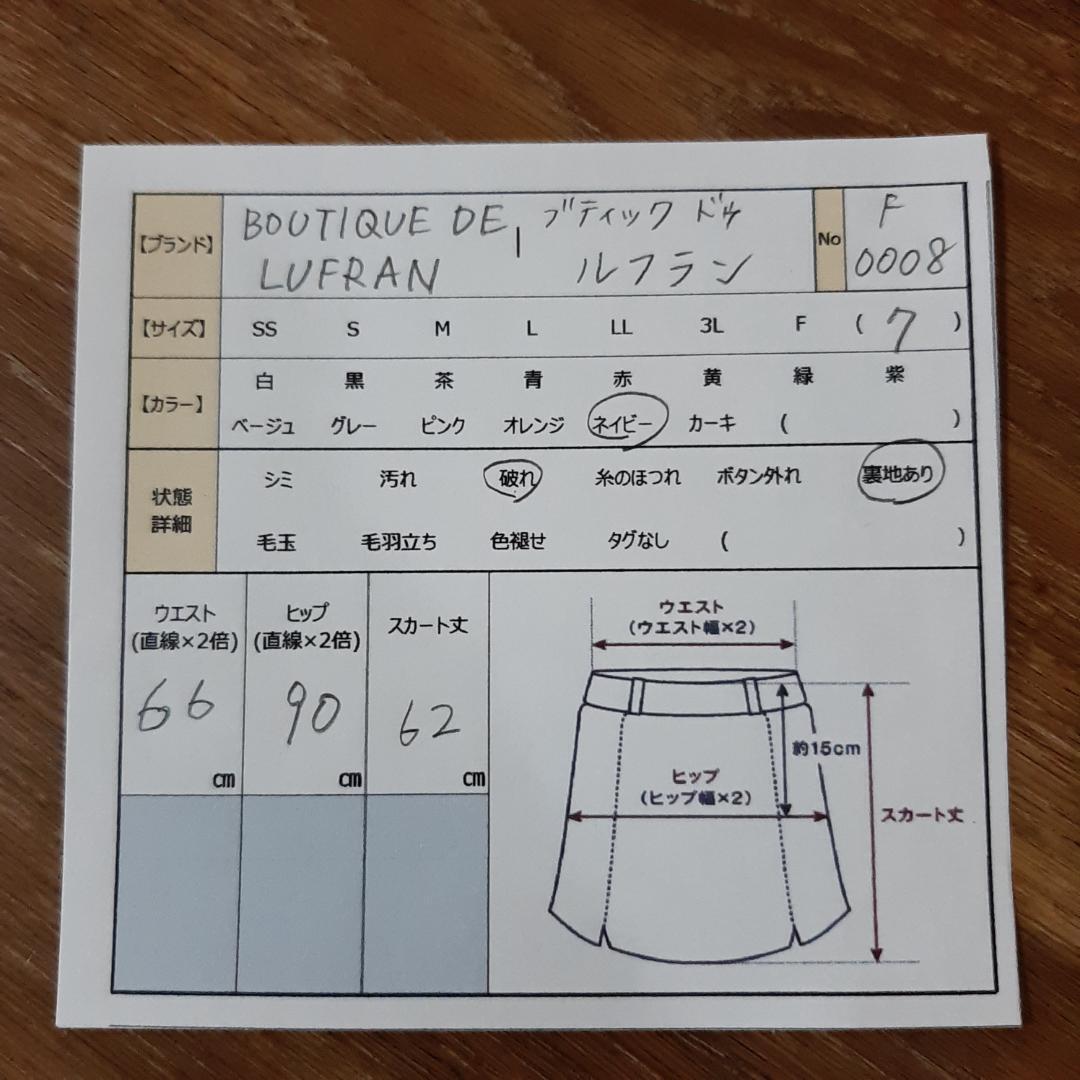 【ブランド】 BOUTIQUE DE | ブティック ドゥ No F
LUFRAN ルフラン 0008
【サイズ】 SS S M L LL 3L F ( 7 )
白 黒 茶 青 赤 黄 緑 紫
【カラー】
ベージュ グレー ピンク オレンジ ネイビー カーキ ( )
シミ 汚れ 破れ 糸のほつれ ボタン外れ 裏地あり
状態
詳細
毛玉 毛羽立ち 色褪せ タグなし ( )
ウエスト ヒップ スカート丈
(直線×2倍) (直線×2倍)
66 90 62
cm cm cm
ウエスト
(ウエスト幅×2)
約15cm
ヒップ
(ヒップ幅×2)
スカート丈